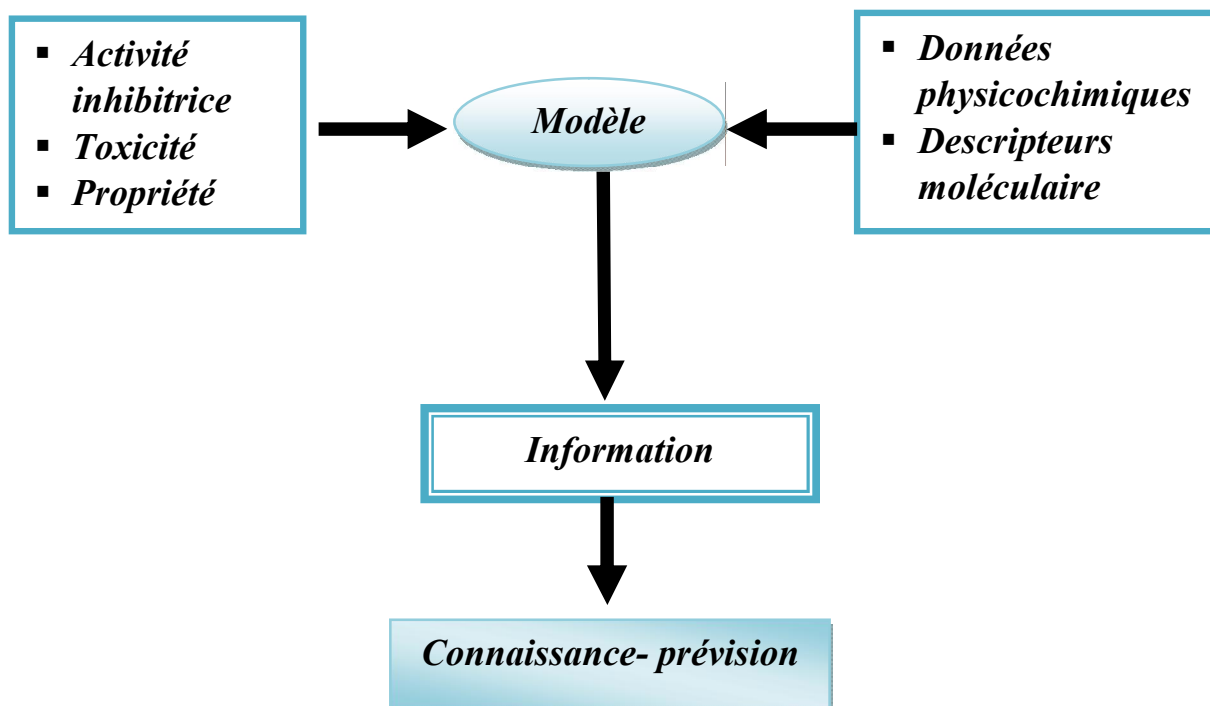 ▪ Activité
inhibitrice
▪ Toxicité
▪ Propriété
Modèle
▪ Données
physicochimiques
▪ Descripteurs
moléculaire
Information
Connaissance- prévision